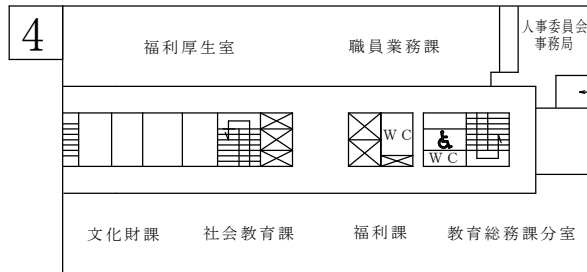 4
福利厚生室
職員業務課
人事委員会
事務局
WC
WC
文化財課
社会教育課
福利課
教育総務課分室